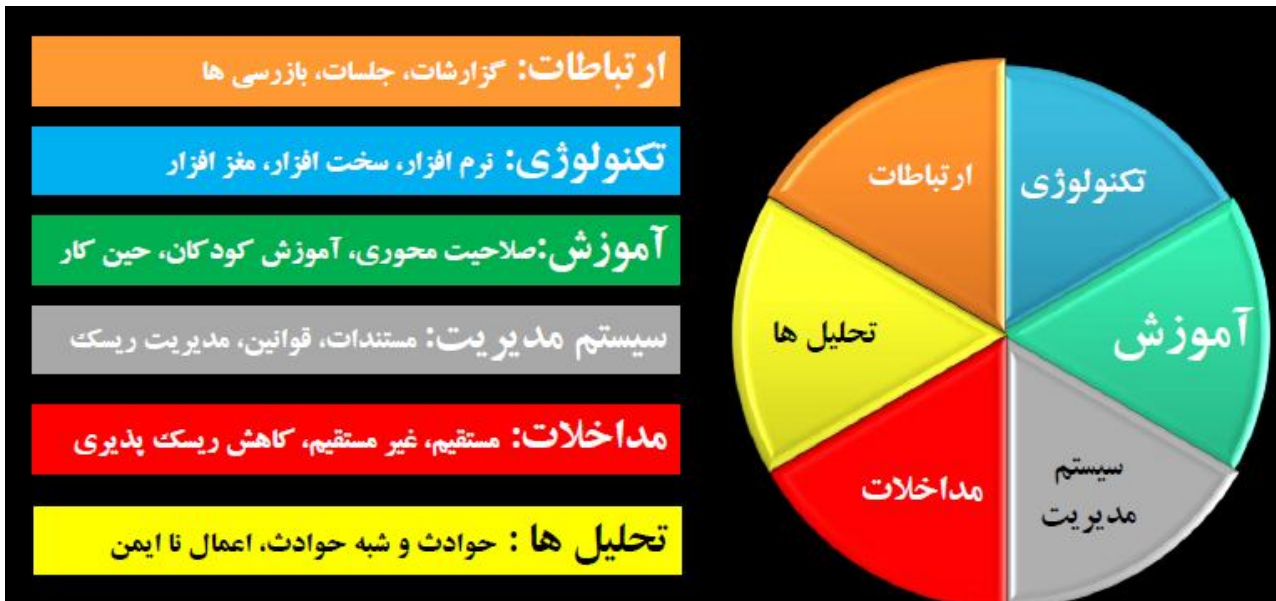 ارتباطات: گزارشات، جلسات، بازرسی ها
تکنولوژی: نرم افزار، سخت افزار، مغز افزار
آموزش:صلاحیت محوری، آموزش کودکان، حین کار
سیستم مدیریت: مستندات، قوانین، مدیریت ریسک
مداخلات: مستقیم، غیر مستقیم، کاهش ریسک پذیری
تحلیل ها : حوادث و شبه حوادث، اعمال نا ایمن
تکنولوژی
آموزش
سیستم
مدیریت
مداخلات
تحلیل ها
ارتباطات